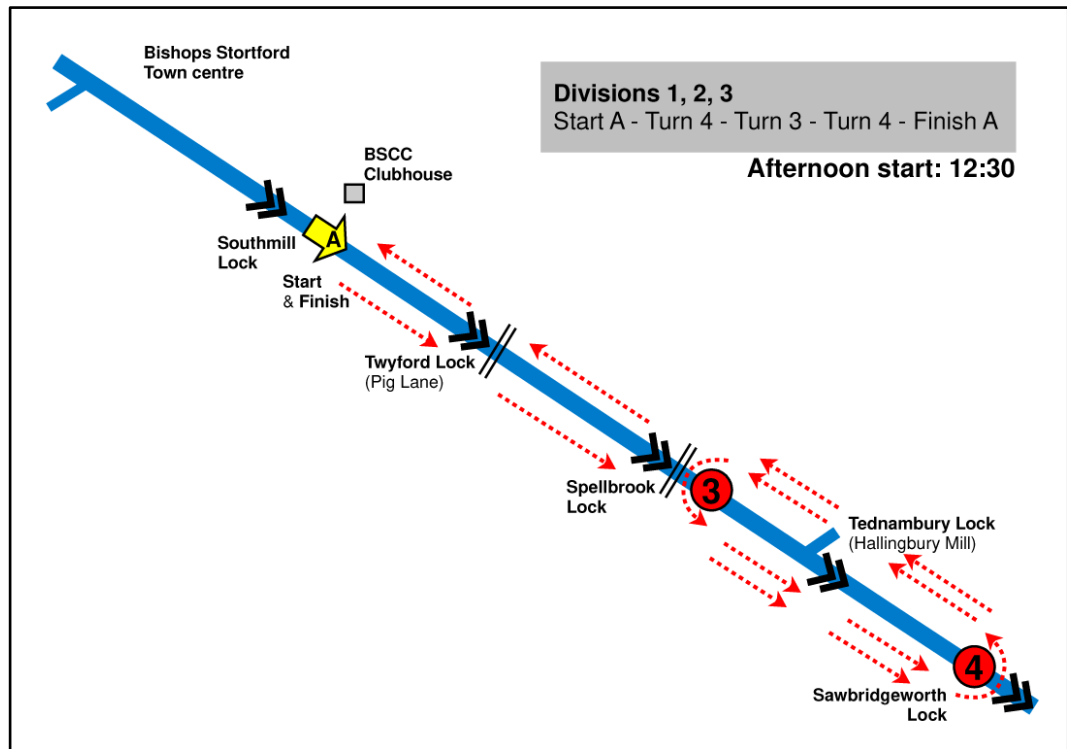 Bishops Stortford
Town centre
Divisions 1, 2, 3
Start A - Turn 4 - Turn 3 - Turn 4 - Finish A
Afternoon start: 12:30
BSCC
Clubhouse
A
Southmill
Lock
Start
& Finish
Twyford Lock
(Pig Lane)
Spellbrook
Lock
3
Tednambury Lock
(Hallingbury Mill)
4
Sawbridgeworth
Lock